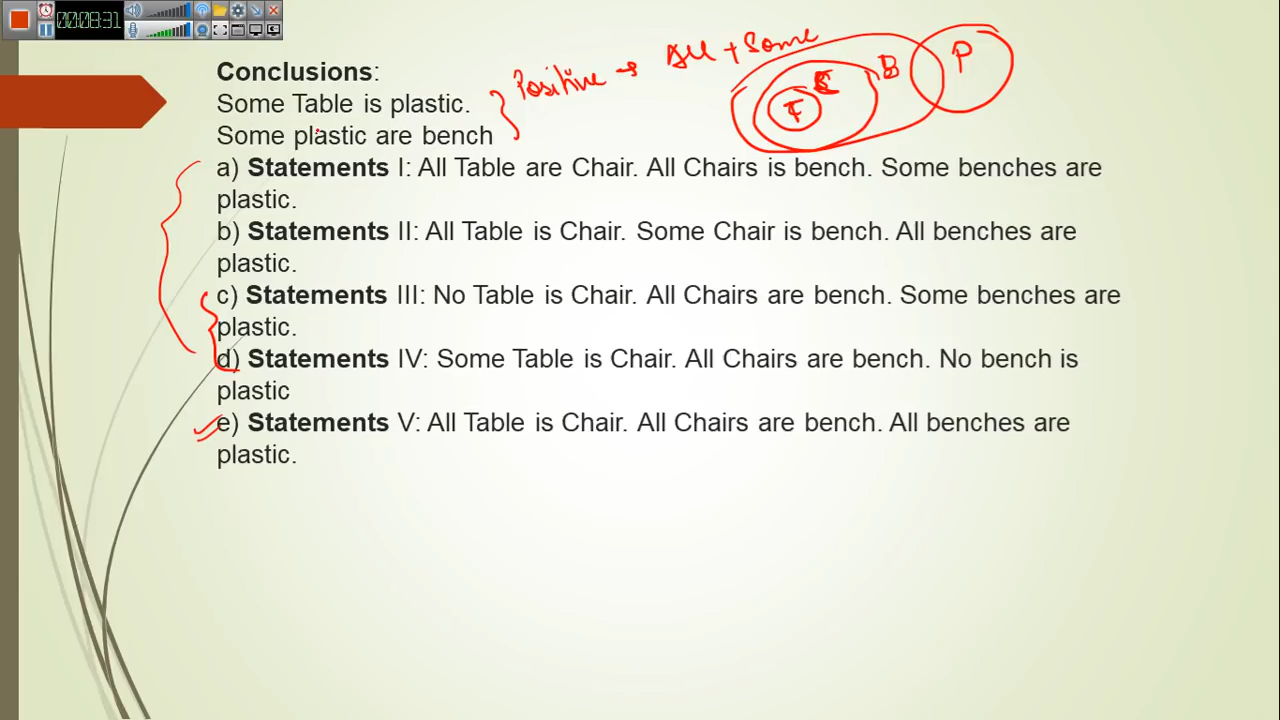 00:08:31
Positive → All + Some
T C B P
Conclusions:
Some Table is plastic.
Some plastic are bench
a) Statements I: All Table are Chair. All Chairs is bench. Some benches are
plastic.
b) Statements II: All Table is Chair. Some Chair is bench. All benches are
plastic.
c) Statements III: No Table is Chair. All Chairs are bench. Some benches are
plastic.
d) Statements IV: Some Table is Chair. All Chairs are bench. No bench is
plastic
e) Statements V: All Table is Chair. All Chairs are bench. All benches are
plastic.